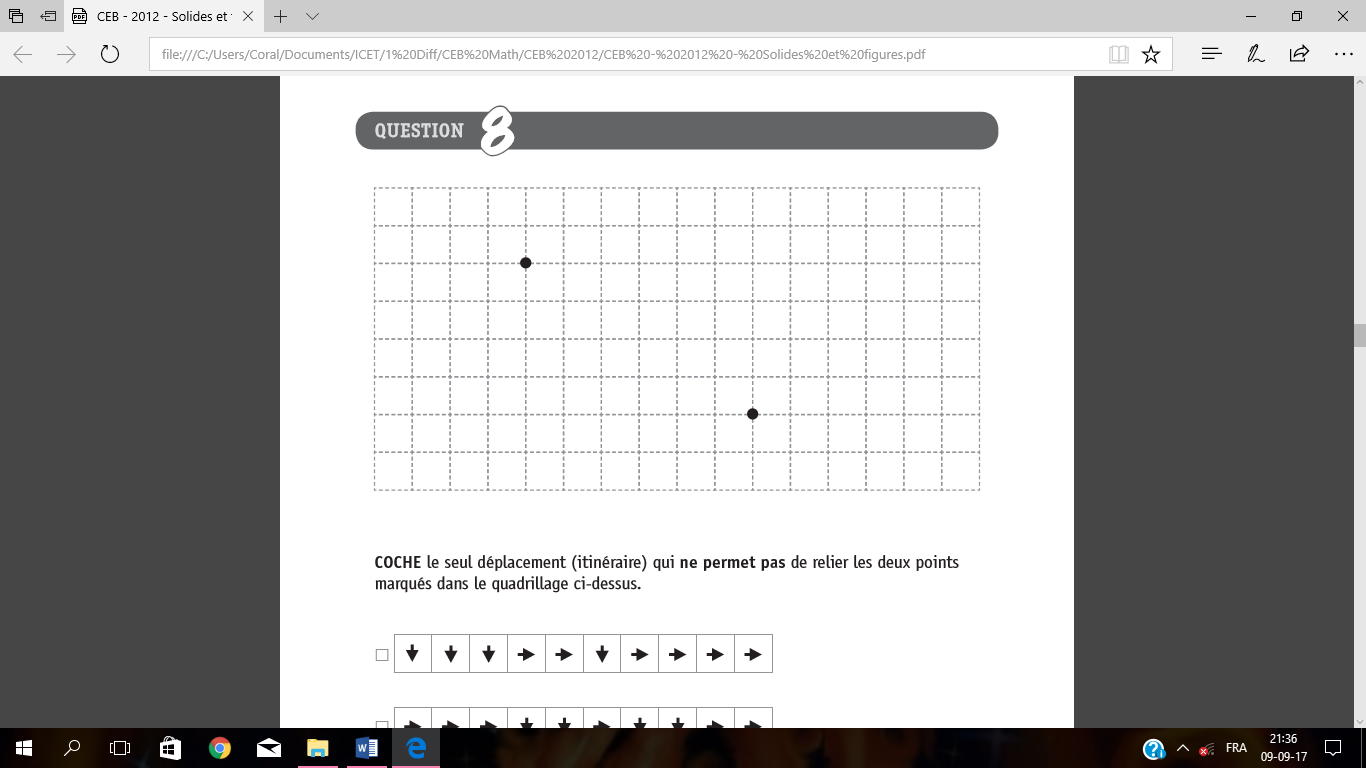 CEB - 2012 - Solides et
file:///C:/Users/Coral/Documents/ICET/1%20Diff/CEB%20Math/CEB%202012/CEB%20-%202012%20-%20Solides%20et%20figures.pdf
QUESTION 8
COCHE le seul déplacement (itinéraire) qui ne permet pas de relier les deux points
marqués dans le quadrillage ci-dessus.
FRA
21:36
09-09-17